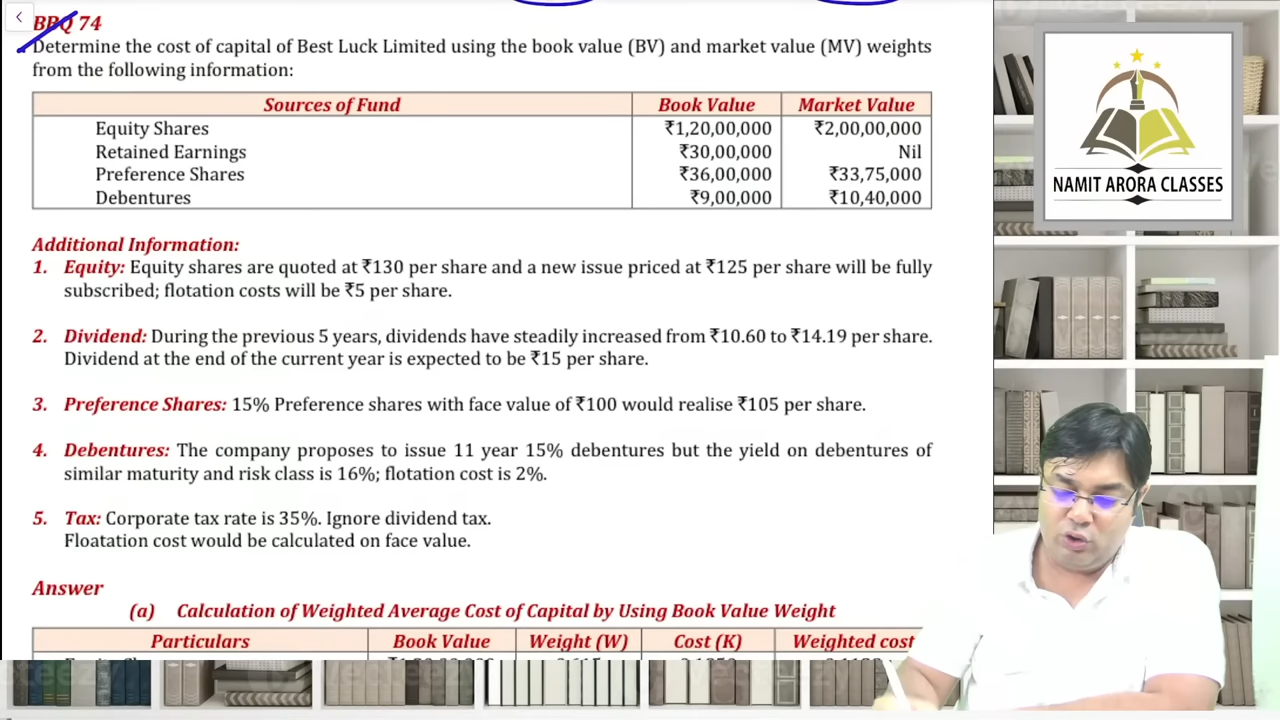 BBQ 74
Determine the cost of capital of Best Luck Limited using the book value (BV) and market value (MV) weights
from the following information:
Sources of Fund Book Value Market Value
Equity Shares ₹1,20,00,000 ₹2,00,00,000
Retained Earnings ₹30,00,000 Nil
Preference Shares ₹36,00,000 ₹33,75,000
Debentures ₹9,00,000 ₹10,40,000
Additional Information:
1. Equity: Equity shares are quoted at ₹130 per share and a new issue priced at ₹125 per share will be fully
subscribed; flotation costs will be ₹5 per share.
2. Dividend: During the previous 5 years, dividends have steadily increased from ₹10.60 to ₹14.19 per share.
Dividend at the end of the current year is expected to be ₹15 per share.
3. Preference Shares: 15% Preference shares with face value of ₹100 would realise ₹105 per share.
4. Debentures: The company proposes to issue 11 year 15% debentures but the yield on debentures of
similar maturity and risk class is 16%; flotation cost is 2%.
5. Tax: Corporate tax rate is 35%. Ignore dividend tax.
Floatation cost would be calculated on face value.
Answer
(a) Calculation of Weighted Average Cost of Capital by Using Book Value Weight
Particulars Book Value Weight (W) Cost (K) Weighted cost
NAMIT ARORA CLASSES